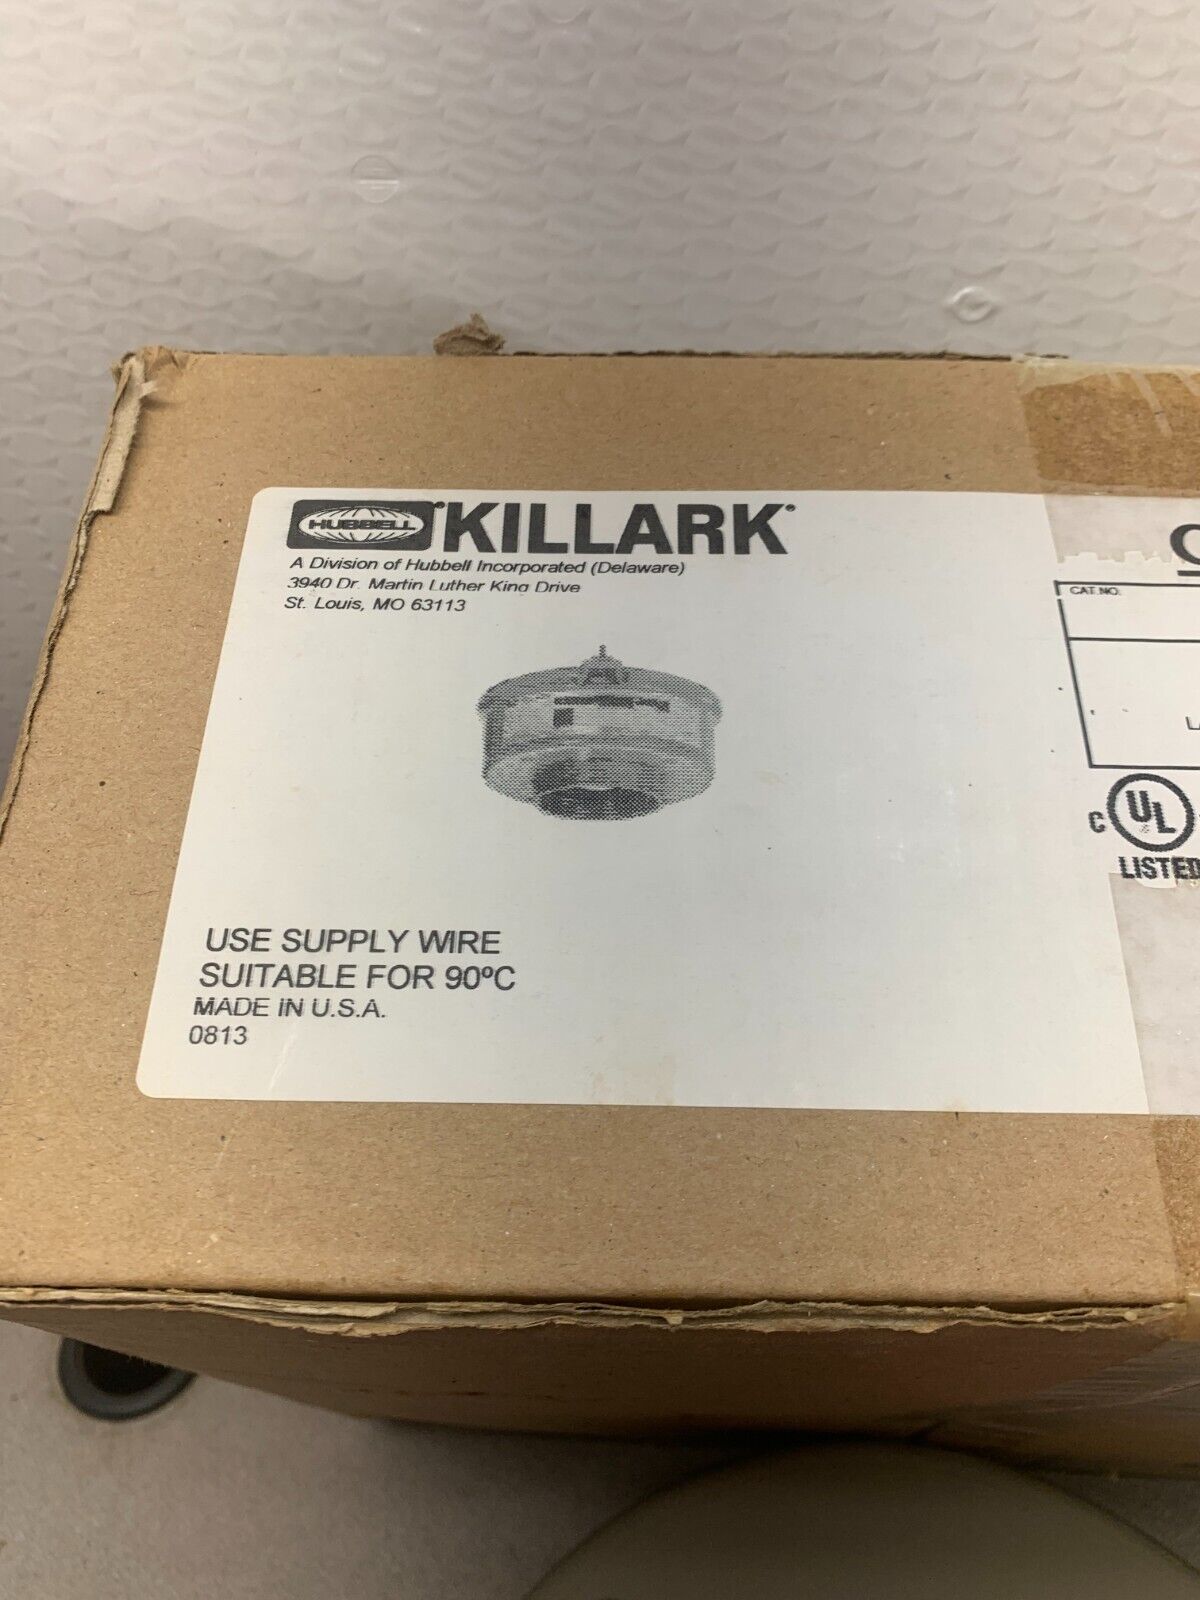 HUBBELL KILLARK®
A Division of Hubbell Incorporated (Delaware)
3940 Dr. Martin Luther King Drive
St. Louis, MO 63113
CAT.NO.
C UL
LISTED
USE SUPPLY WIRE
SUITABLE FOR 90ºC
MADE IN U.S.A.
0813